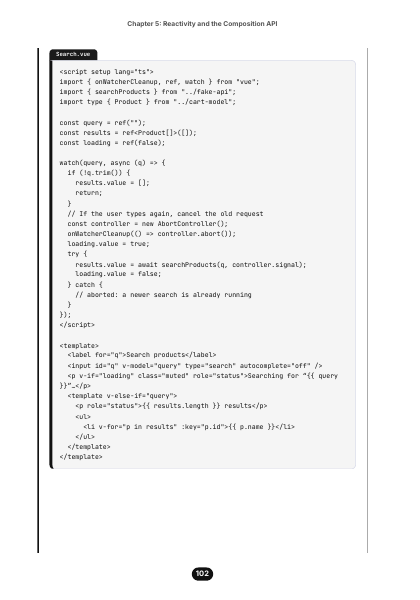 Chapter 5: Reactivity and the Composition API
Search.vue
<script setup lang="ts">
import { onWatcherCleanup, ref, watch } from "vue";
import { searchProducts } from "../fake-api";
import type { Product } from "../cart-model";

const query = ref("");
const results = ref<Product[]>([]);
const loading = ref(false);

watch(query, async (q) => {
  if (!q.trim()) {
    results.value = [];
    return;
  }
  // If the user types again, cancel the old request
  const controller = new AbortController();
  onWatcherCleanup(() => controller.abort());
  loading.value = true;
  try {
    results.value = await searchProducts(q, controller.signal);
    loading.value = false;
  } catch {
    // aborted: a newer search is already running
  }
});
</script>

<template>
  <label for="q">Search products</label>
  <input id="q" v-model="query" type="search" autocomplete="off" />
  <p v-if="loading" class="muted" role="status">Searching for “{{ query
}}”…</p>
  <template v-else-if="query">
    <p role="status">{{ results.length }} results</p>
    <ul>
      <li v-for="p in results" :key="p.id">{{ p.name }}</li>
    </ul>
  </template>
</template>
102